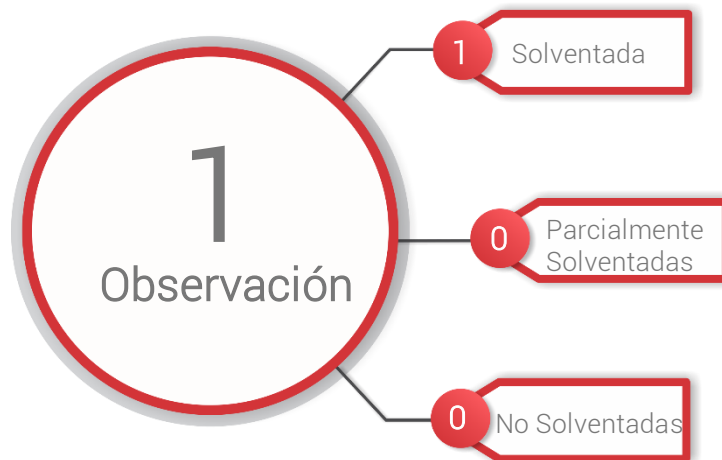 1
Observación
1
Solventada
0
Parcialmente
Solventadas
0
No Solventadas